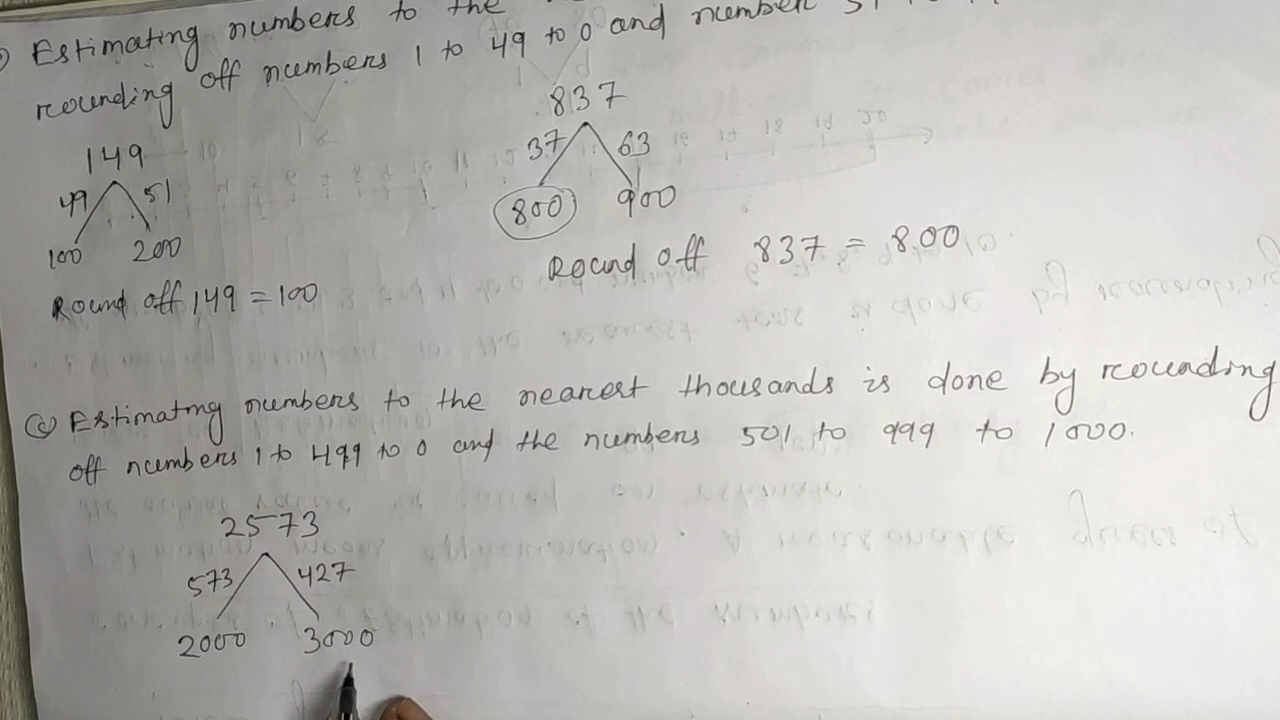 Estimating numbers to the
rounding off numbers 1 to 49 to 0 and number
149
49 51
100 200
Round off 149 = 100
837
37 63
800 900
Round off 837 = 800
(c) Estimating numbers to the nearest thousands is done by rounding
off numbers 1 to 499 to 0 and the numbers 501 to 999 to 1000.
2573
573 427
2000 3000